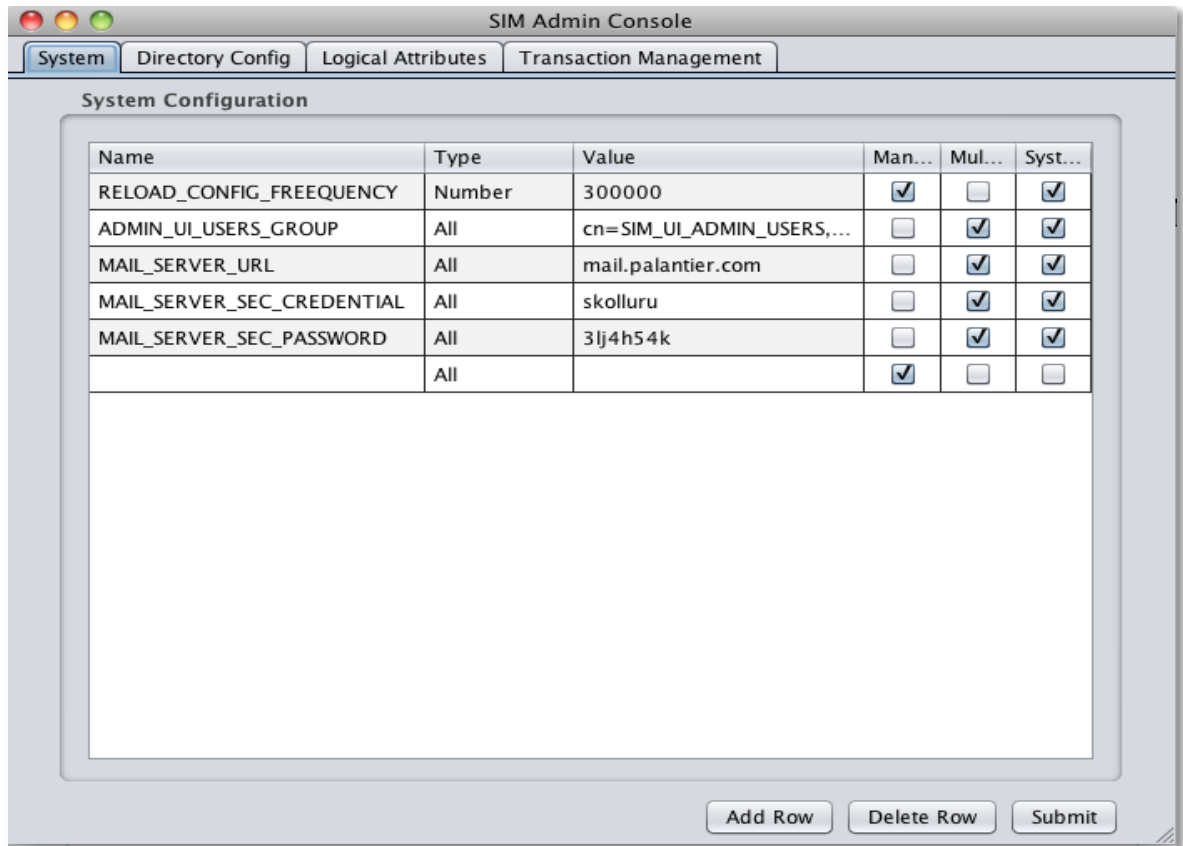 SIM Admin Console
System Directory Config Logical Attributes Transaction Management
System Configuration
Name Type Value Man... Mul... Syst...
RELOAD_CONFIG_FREEQUENCY Number 300000
ADMIN_UI_USERS_GROUP All cn=SIM_UI_ADMIN_USERS,...
MAIL_SERVER_URL All mail.palantier.com
MAIL_SERVER_SEC_CREDENTIAL All skolluru
MAIL_SERVER_SEC_PASSWORD All 3lj4h54k
All
Add Row Delete Row Submit